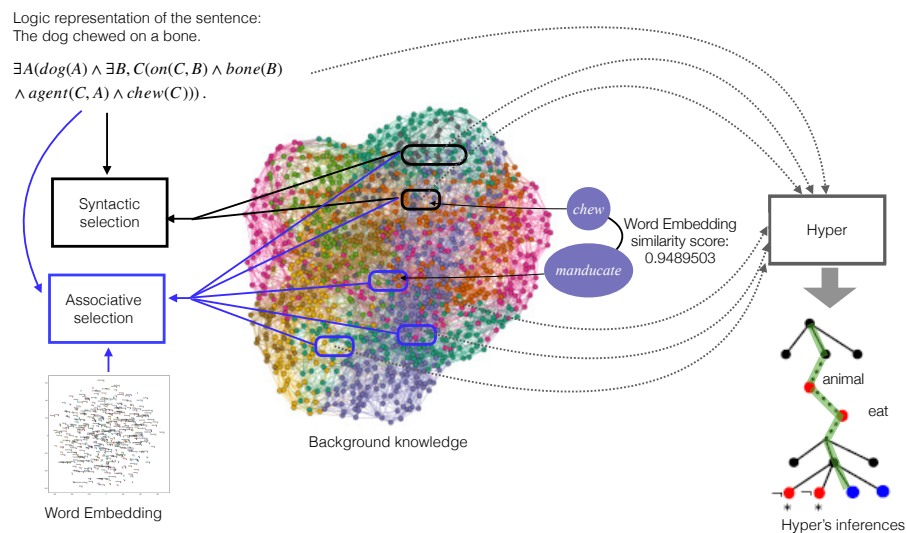 Logic representation of the sentence:
The dog chewed on a bone.
∃A(dog(A) ∧ ∃B, C(on(C, B) ∧ bone(B)
∧ agent(C, A) ∧ chew(C))) .
Syntactic
selection
chew
Word Embedding
similarity score:
0.9489503
Hyper
manducate
Associative
selection
animal
eat
Background knowledge
¬
¬
*
*
Word Embedding
Hyper's inferences